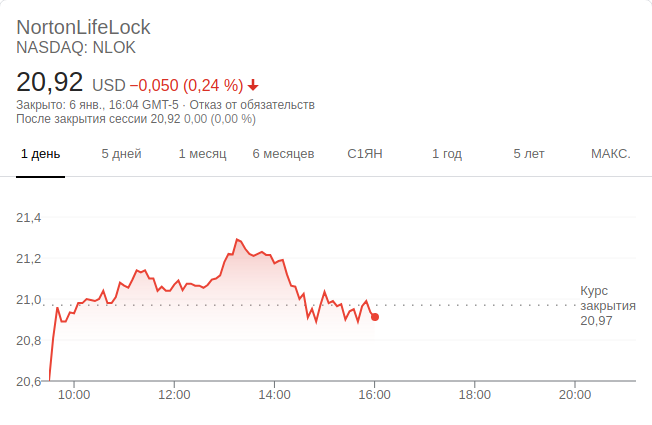 NortonLifeLock
NASDAQ: NLOK
20,92 USD −0,050 (0,24 %)
Закрыто: 6 янв., 16:04 GMT-5 · Отказ от обязательств
После закрытия сессии 20,92 0,00 (0,00 %)
1 день 5 дней 1 месяц 6 месяцев С1ЯН 1 год 5 лет МАКС.
21,4
21,2
21,0
20,8
20,6
Курс
закрытия
20,97
10:00 12:00 14:00 16:00 18:00 20:00